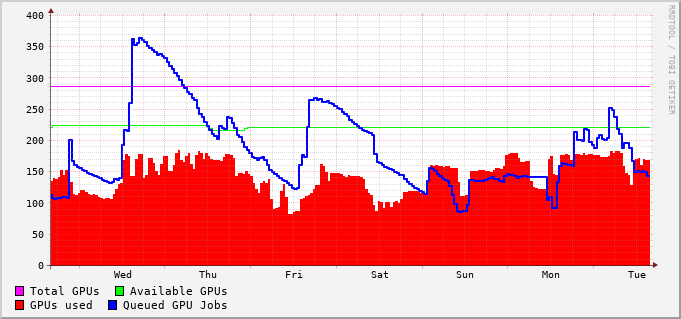 400
350
300
250
200
150
100
50
0
Wed Thu Fri Sat Sun Mon Tue
Total GPUs Available GPUs
GPUs used Queued GPU Jobs
RRDTOOL / TOBI OETIKER